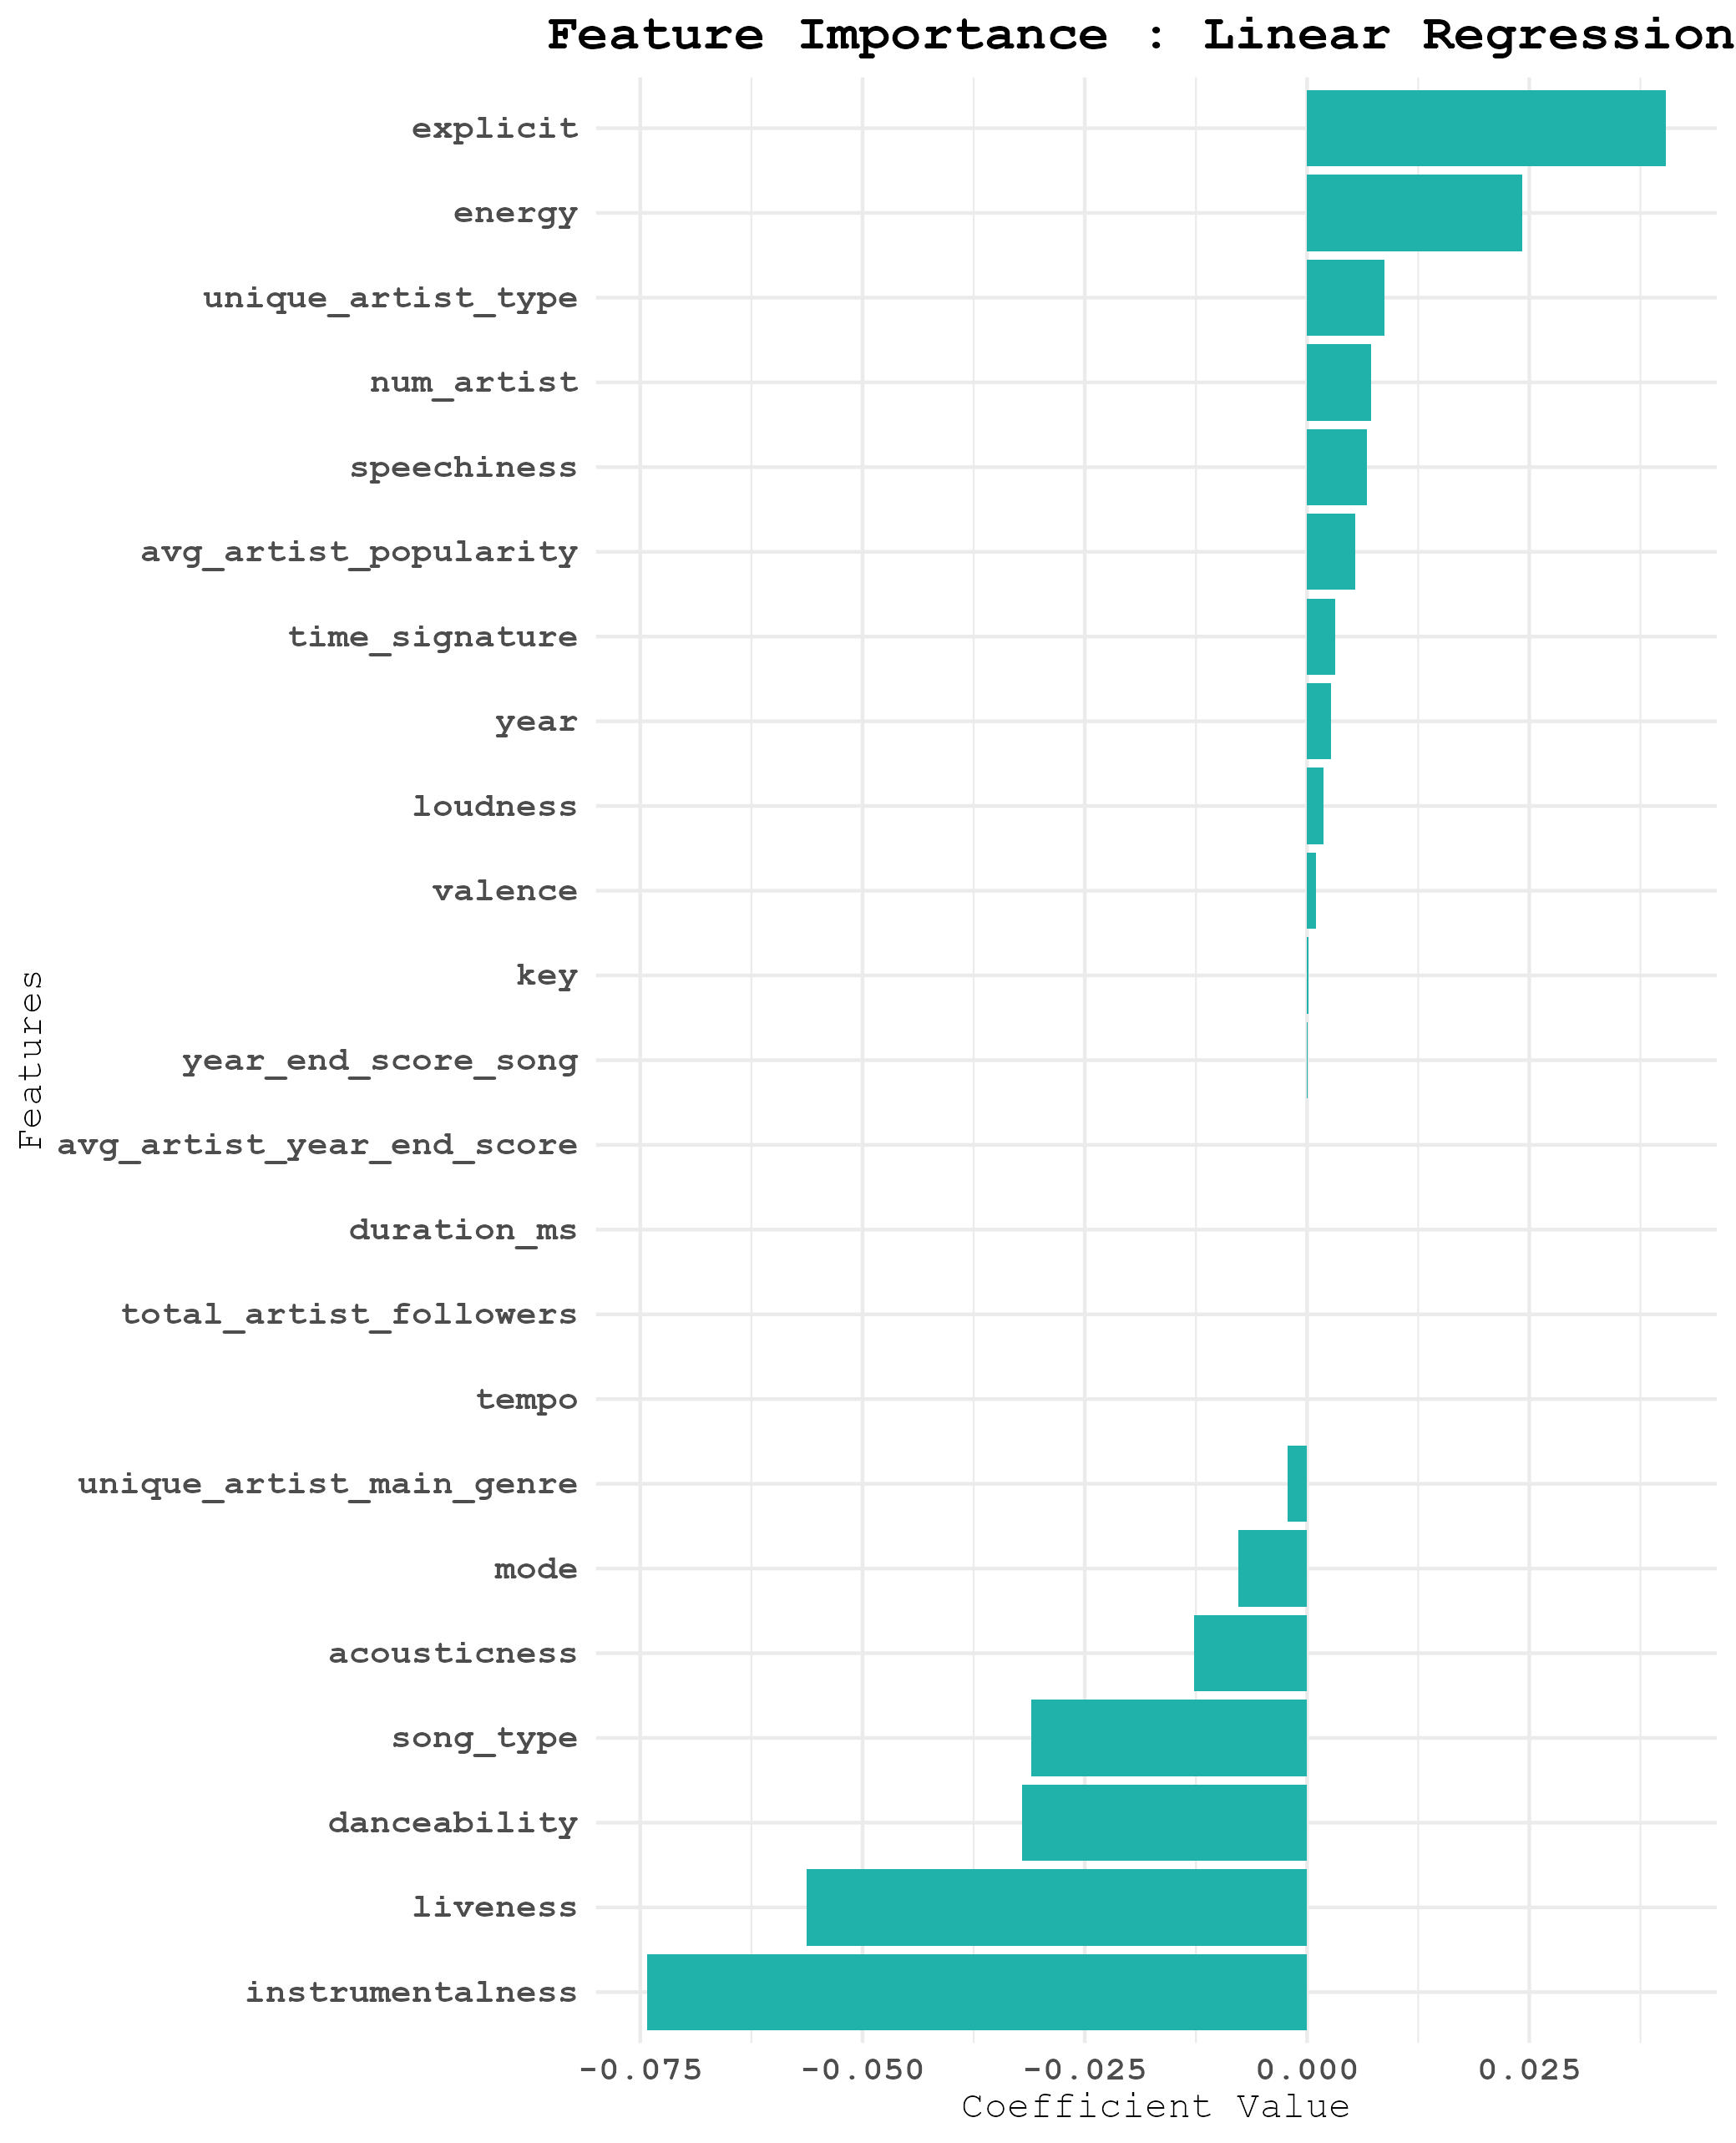 Feature Importance : Linear Regression
explicit
energy
unique_artist_type
num_artist
speechiness
avg_artist_popularity
time_signature
year
loudness
valence
key
year_end_score_song
avg_artist_year_end_score
duration_ms
total_artist_followers
tempo
unique_artist_main_genre
mode
acousticness
song_type
danceability
liveness
instrumentalness
Features
-0.075 -0.050 -0.025 0.000 0.025
Coefficient Value